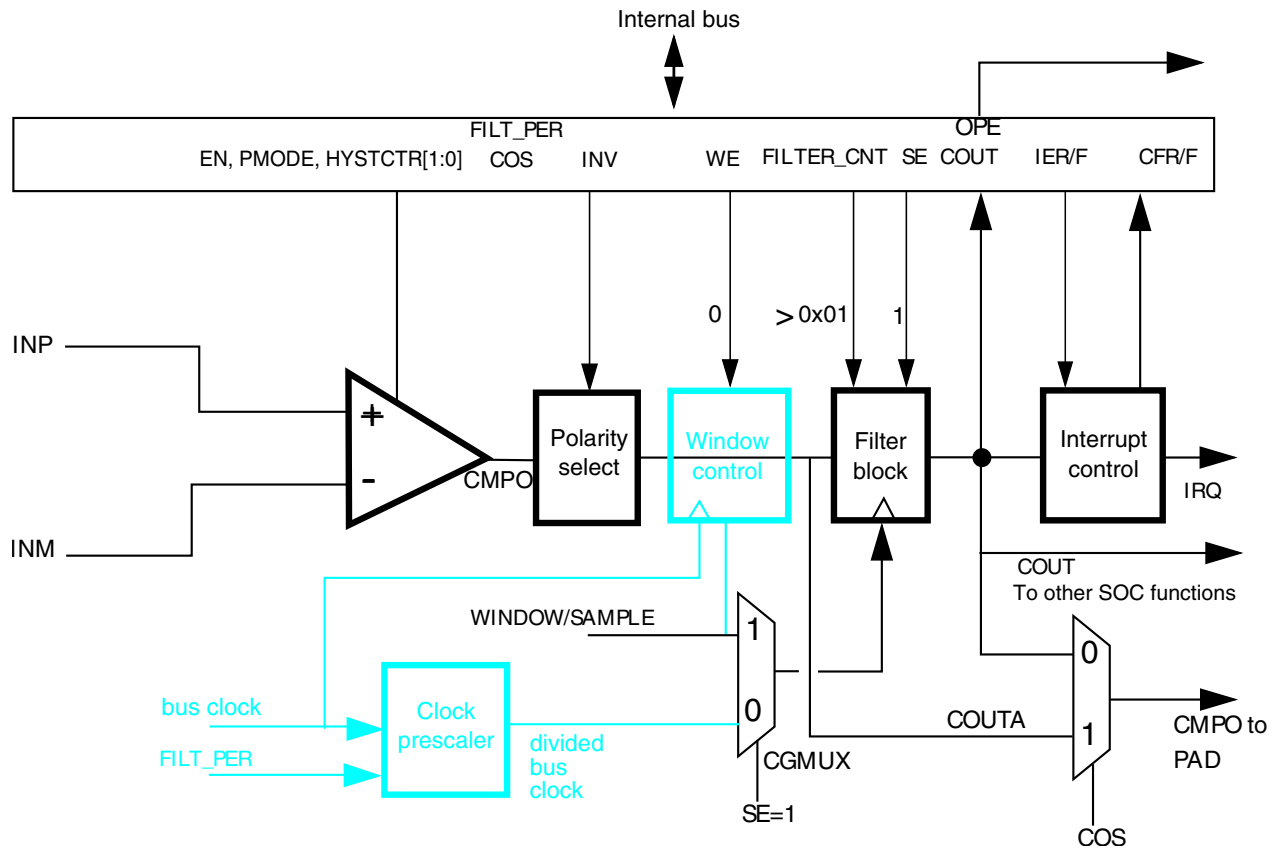 Internal bus
FILT_PER
OPE
EN, PMODE, HYSTCTR[1:0]
COS
INV
WE
FILTER_CNT
SE
COUT
IER/F
CFR/F
0
> 0x01
1
INP
INM
+
-
CMPO
Polarity
select
Window
control
Filter
block
Interrupt
control
IRQ
COUT
To other SOC functions
WINDOW/SAMPLE
1
0
CGMUX
SE=1
bus clock
FILT_PER
Clock
prescaler
divided
bus
clock
COUTA
0
1
CMPO to
PAD
COS